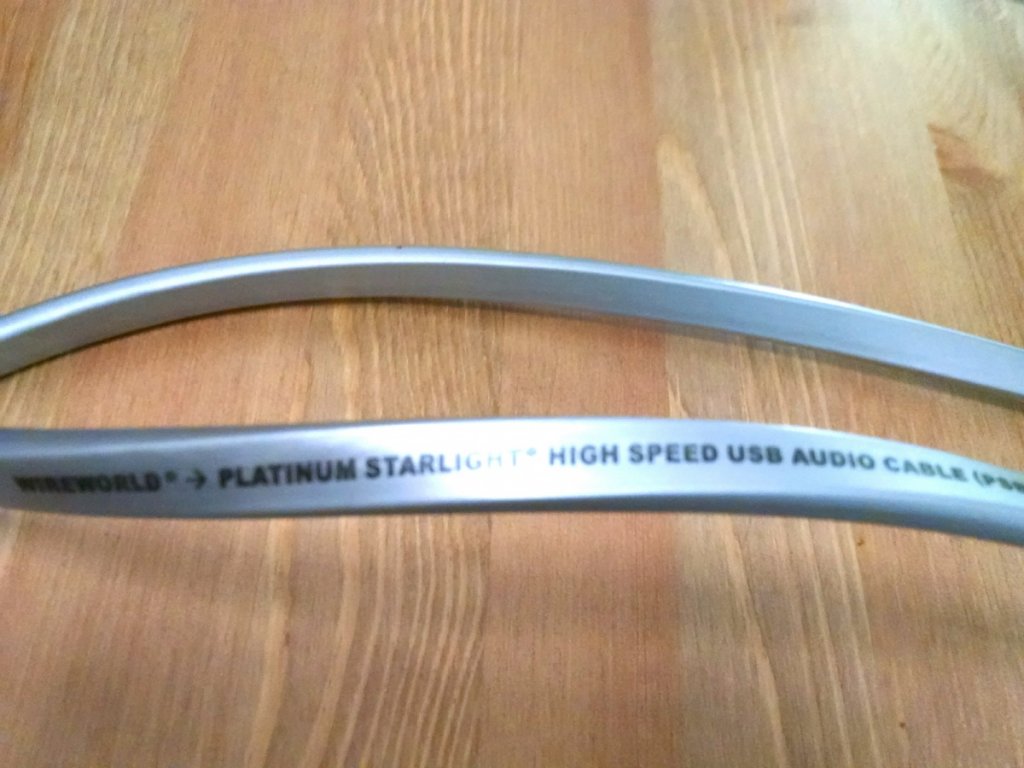 WIREWORLD® → PLATINUM STARLIGHT® HIGH SPEED USB AUDIO CABLE